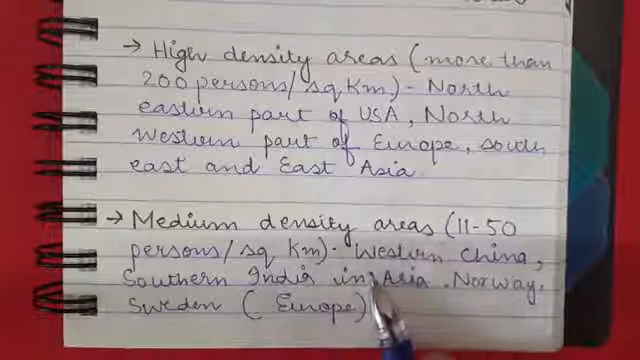 → High density areas (more than
200 persons/ sq Km) - North
eastern part of USA, North
Western part of Europe, south
east and East Asia.
→ Medium density areas (11-50
persons/ sq Km). Western China,
Southern India in Asia. Norway,
Sweden ( Europe)